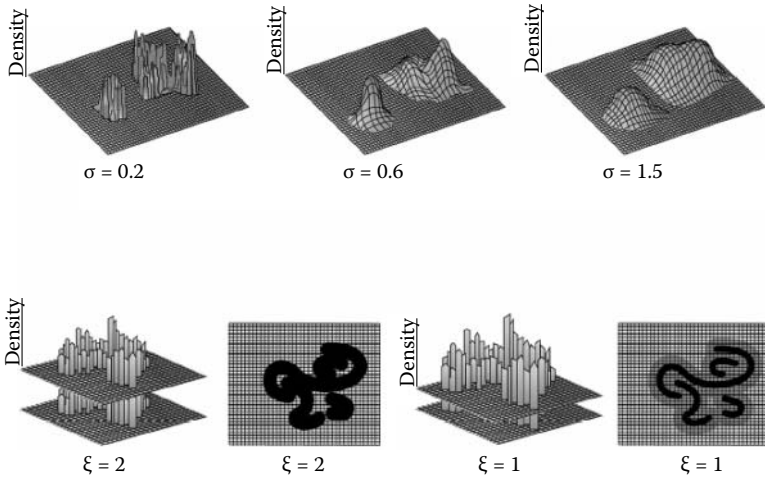 Density
Density
Density
σ = 0.2
σ = 0.6
σ = 1.5
Density
Density
ξ = 2
ξ = 2
ξ = 1
ξ = 1